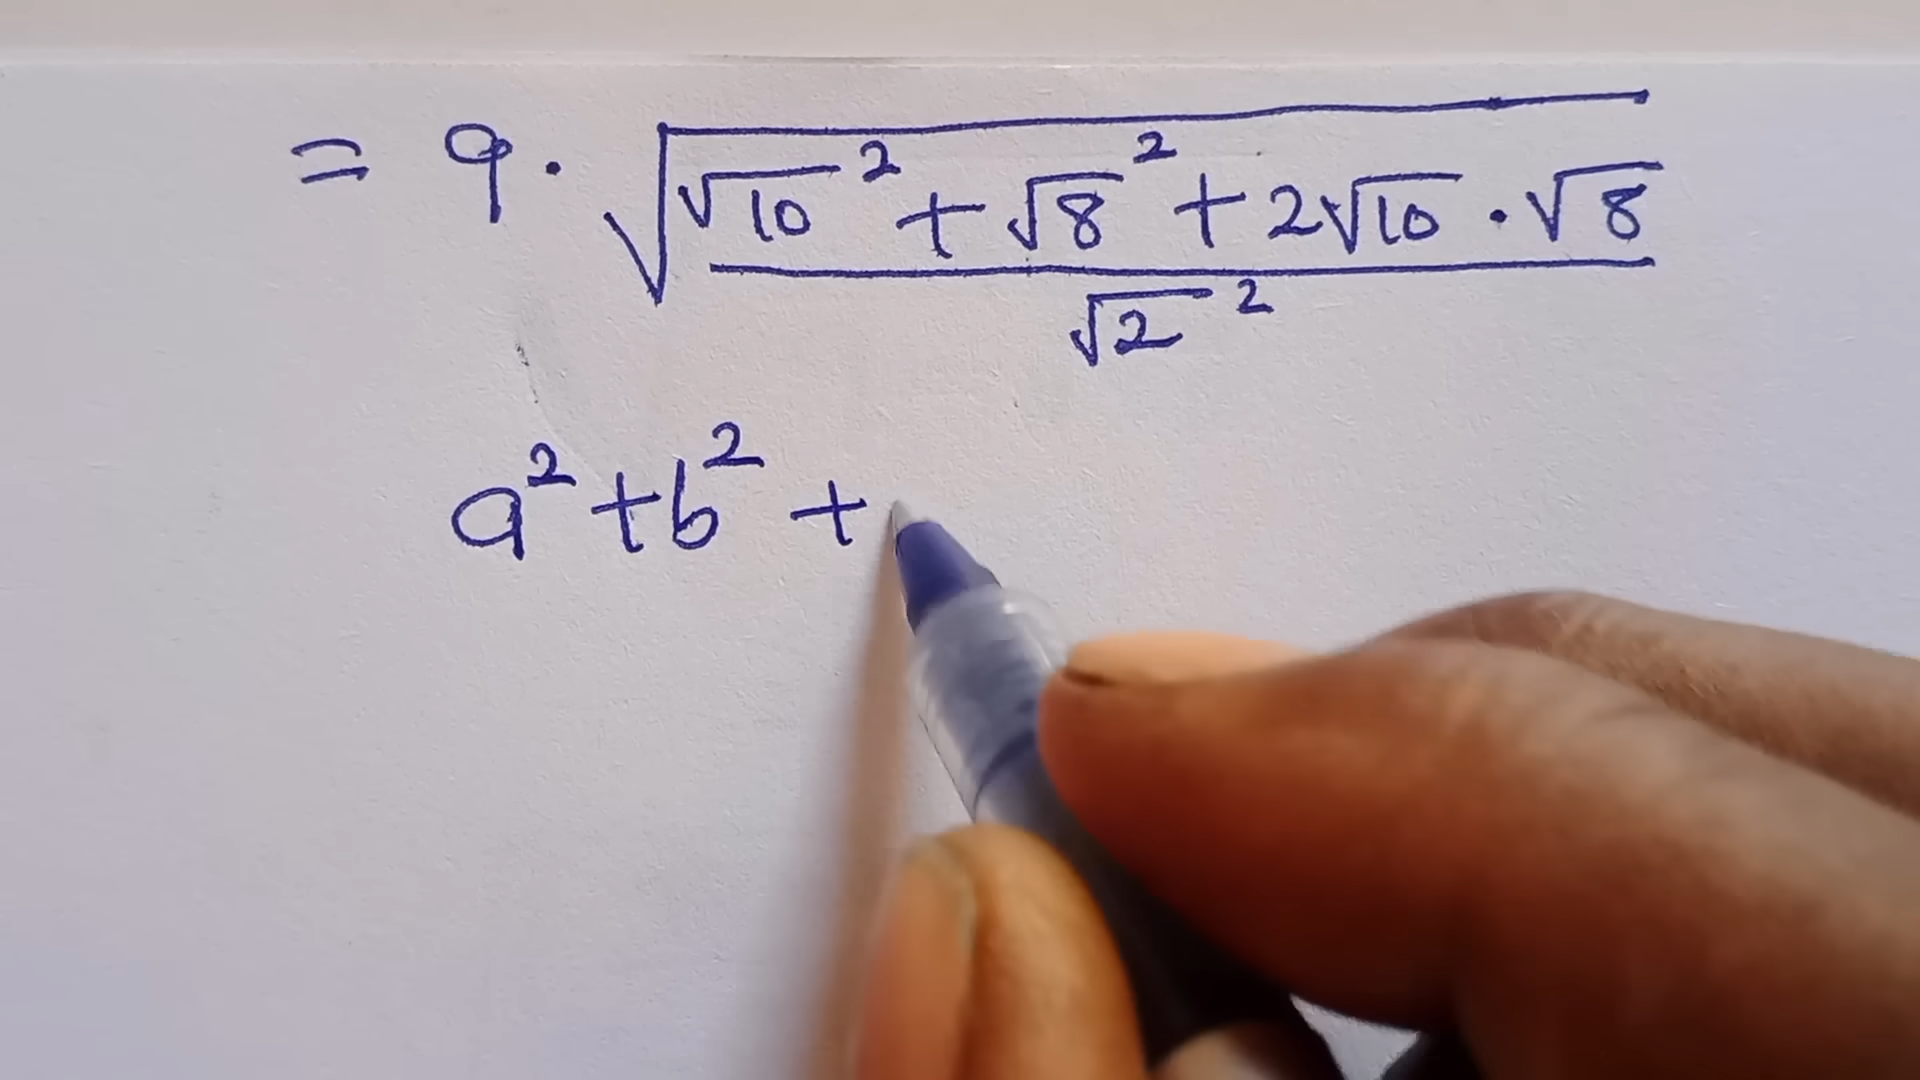 = 9 · √(√10² + √8² + 2√10 · √8
√2²
a² + b² +